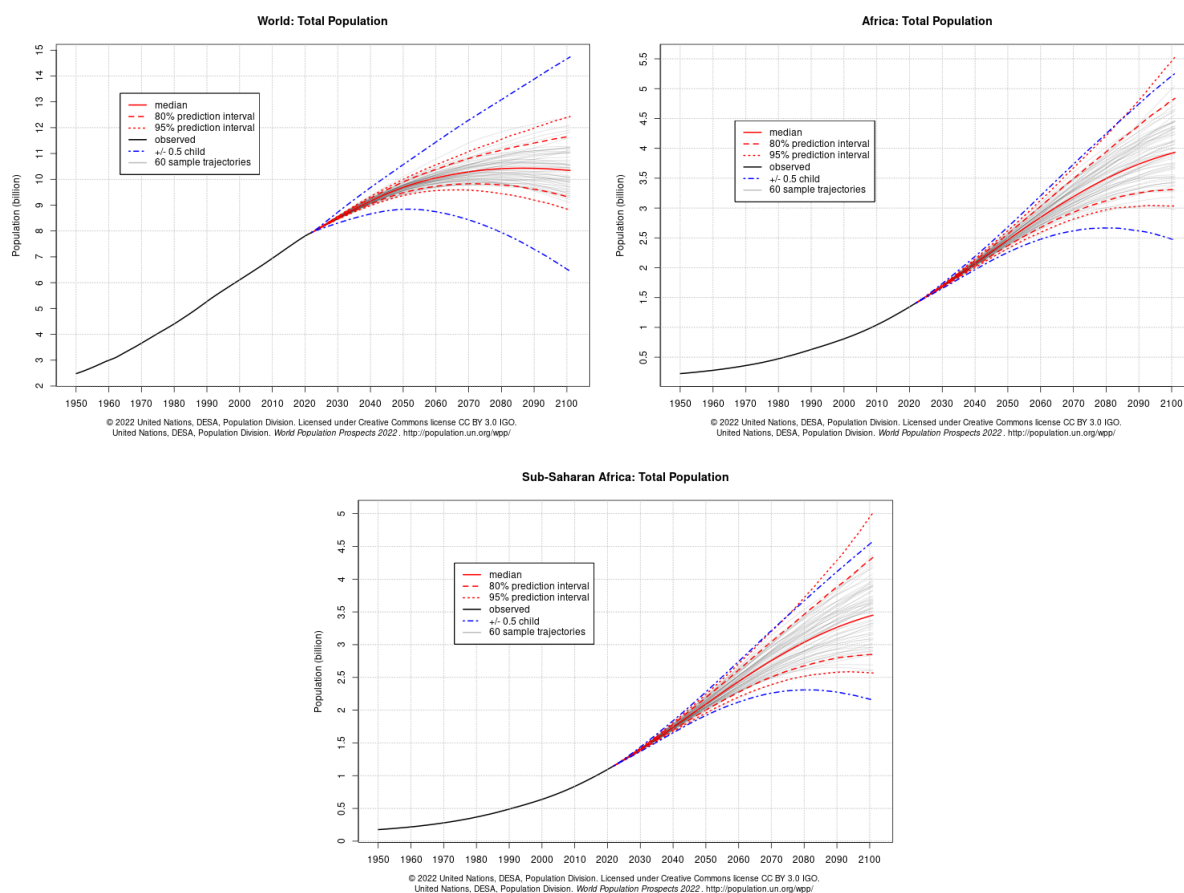 World: Total Population
Population (billion)
15
14
13
12
11
10
9
8
7
6
5
4
3
2
median
80% prediction interval
95% prediction interval
observed
+/- 0.5 child
60 sample trajectories
1950 1960 1970 1980 1990 2000 2010 2020 2030 2040 2050 2060 2070 2080 2090 2100
© 2022 United Nations, DESA, Population Division. Licensed under Creative Commons license CC BY 3.0 IGO.
United Nations, DESA, Population Division. World Population Prospects 2022. http://population.un.org/wpp/
Africa: Total Population
Population (billion)
5.5
5
4.5
4
3.5
3
2.5
2
1.5
1
0.5
median
80% prediction interval
95% prediction interval
observed
+/- 0.5 child
60 sample trajectories
1950 1960 1970 1980 1990 2000 2010 2020 2030 2040 2050 2060 2070 2080 2090 2100
© 2022 United Nations, DESA, Population Division. Licensed under Creative Commons license CC BY 3.0 IGO.
United Nations, DESA, Population Division. World Population Prospects 2022. http://population.un.org/wpp/
Sub-Saharan Africa: Total Population
Population (billion)
5
4.5
4
3.5
3
2.5
2
1.5
1
0.5
0
median
80% prediction interval
95% prediction interval
observed
+/- 0.5 child
60 sample trajectories
1950 1960 1970 1980 1990 2000 2010 2020 2030 2040 2050 2060 2070 2080 2090 2100
© 2022 United Nations, DESA, Population Division. Licensed under Creative Commons license CC BY 3.0 IGO.
United Nations, DESA, Population Division. World Population Prospects 2022. http://population.un.org/wpp/